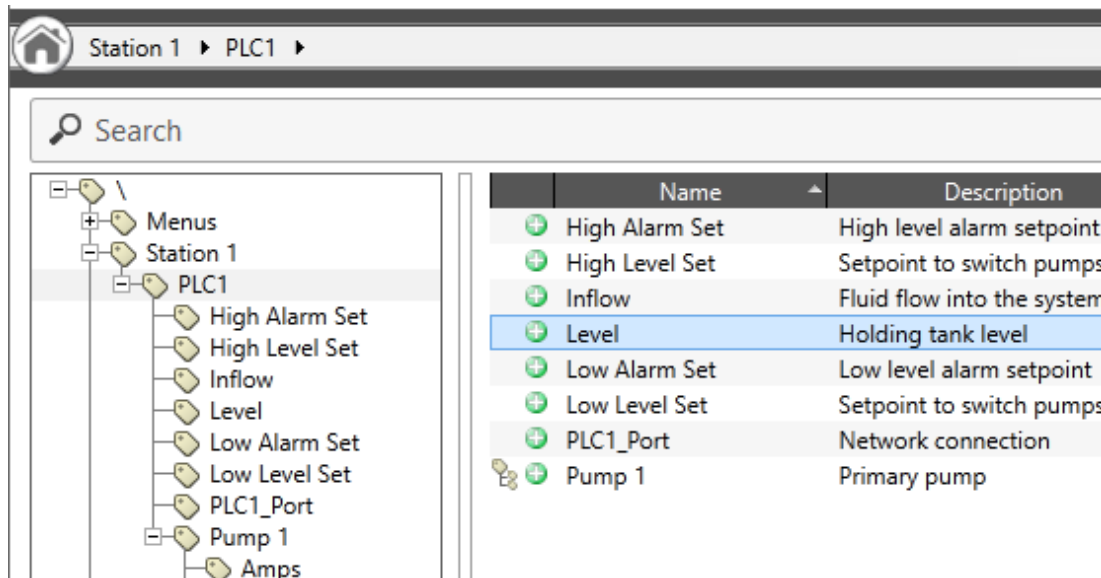 Station 1 ▸ PLC1 ▸
Search
\
Menus
Station 1
PLC1
High Alarm Set
High Level Set
Inflow
Level
Low Alarm Set
Low Level Set
PLC1_Port
Pump 1
Amps
Name Description
High Alarm Set High level alarm setpoint
High Level Set Setpoint to switch pumps
Inflow Fluid flow into the system
Level Holding tank level
Low Alarm Set Low level alarm setpoint
Low Level Set Setpoint to switch pumps
PLC1_Port Network connection
Pump 1 Primary pump